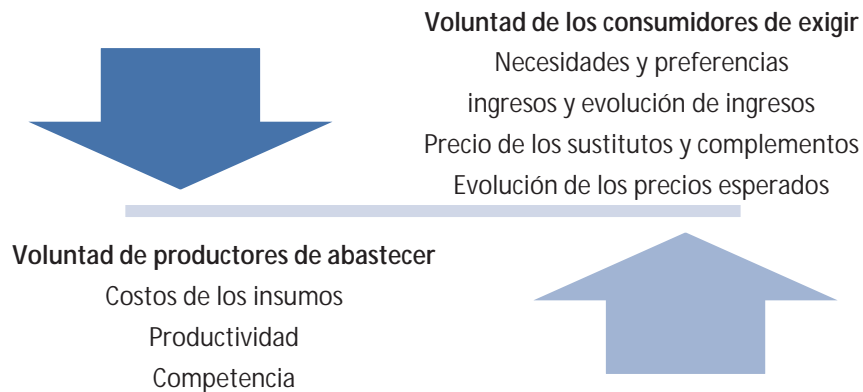 Voluntad de los consumidores de exigir
Necesidades y preferencias
ingresos y evolución de ingresos
Precio de los sustitutos y complementos
Evolución de los precios esperados
Voluntad de productores de abastecer
Costos de los insumos
Productividad
Competencia